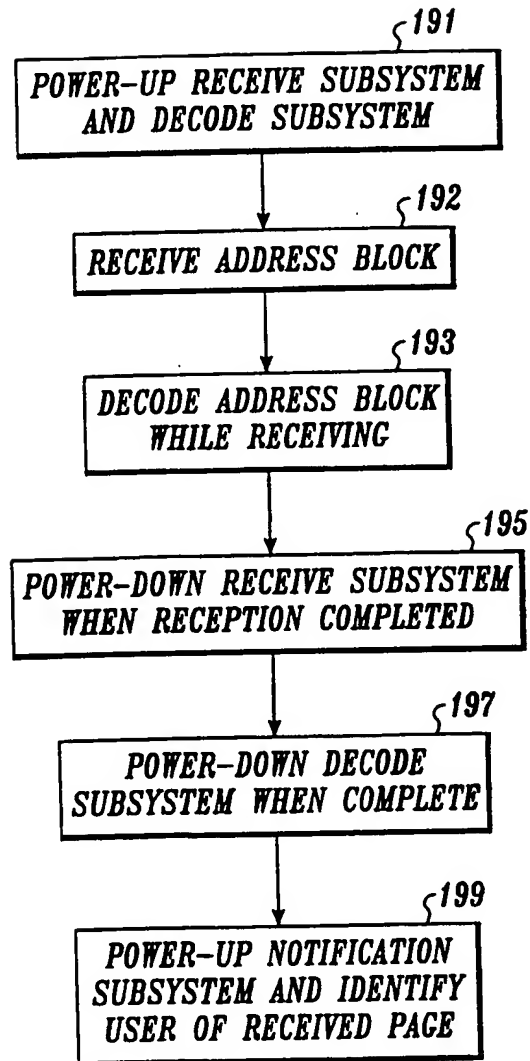 191
POWER-UP RECEIVE SUBSYSTEM
AND DECODE SUBSYSTEM
192
RECEIVE ADDRESS BLOCK
193
DECODE ADDRESS BLOCK
WHILE RECEIVING
195
POWER-DOWN RECEIVE SUBSYSTEM
WHEN RECEPTION COMPLETED
197
POWER-DOWN DECODE
SUBSYSTEM WHEN COMPLETE
199
POWER-UP NOTIFICATION
SUBSYSTEM AND IDENTIFY
USER OF RECEIVED PAGE